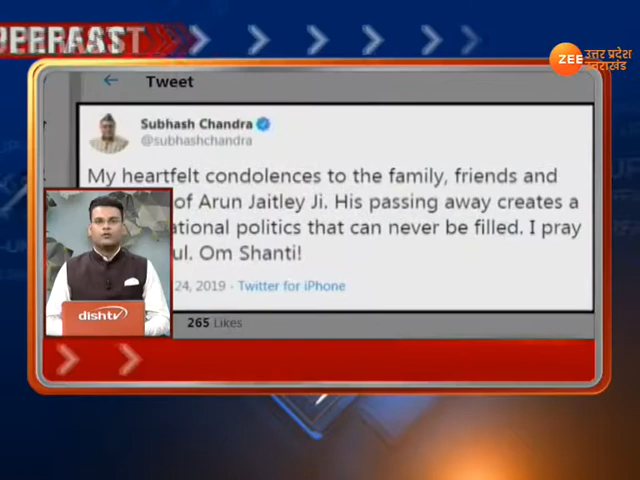 ZEE उत्तर प्रदेश
उत्तराखंड
Tweet
Subhash Chandra
@subhashchandra
My heartfelt condolences to the family, friends and
of Arun Jaitley Ji. His passing away creates a
ational politics that can never be filled. I pray
ul. Om Shanti!
24, 2019 · Twitter for iPhone
dishtv
265 Likes